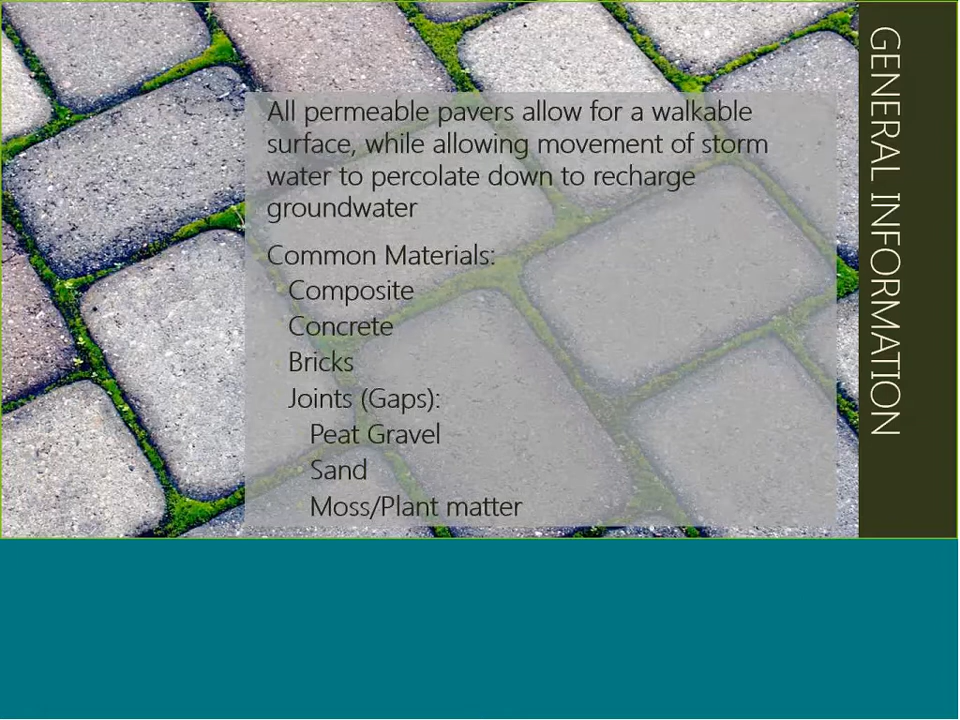 GENERAL INFORMATION
All permeable pavers allow for a walkable
surface, while allowing movement of storm
water to percolate down to recharge
groundwater
Common Materials:
Composite
Concrete
Bricks
Joints (Gaps):
Peat Gravel
Sand
Moss/Plant matter